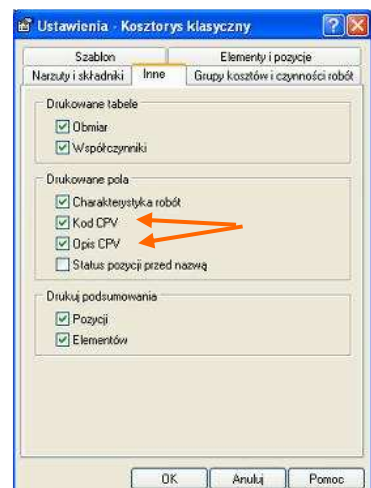 Ustawienia - Kosztorys klasyczny
Szablon
Elementy i pozycje
Narzuty i składniki
Inne
Grupy kosztów i czynności robót
Drukowane tabele
Obmiar
Współczynniki
Drukowane pola
Charakterystyka robót
Kod CPV
Opis CPV
Status pozycji przed nazwą
Drukuj podsumowania
Pozycji
Elementów
OK
Anuluj
Pomoc